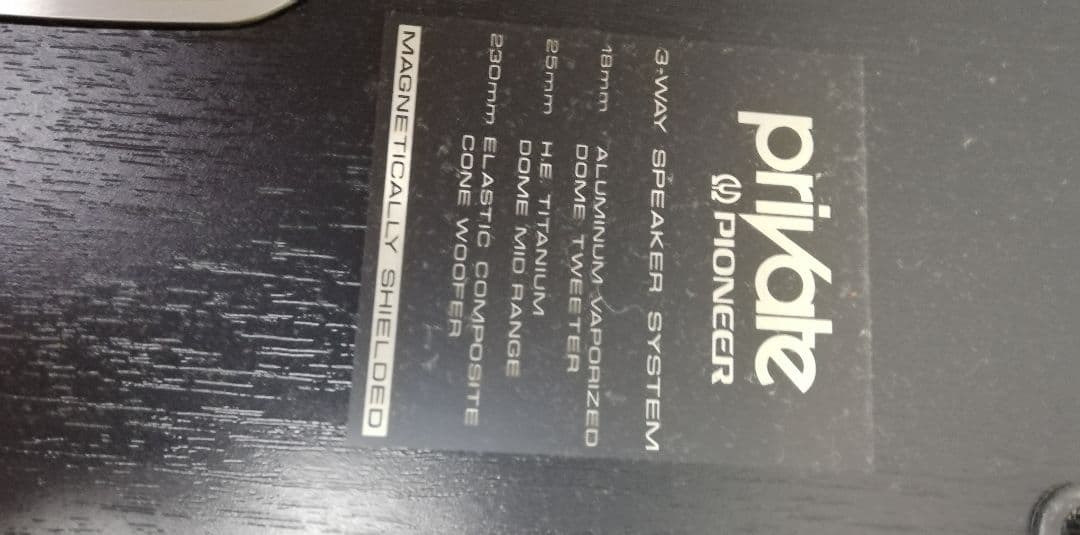 private
PIONEER
3-WAY SPEAKER SYSTEM
18mm ALUMINUM VAPORIZED
DOME TWEETER
25mm H.E. TITANIUM
DOME MID RANGE
230mm ELASTIC COMPOSITE
CONE WOOFER
MAGNETICALLY SHIELDED